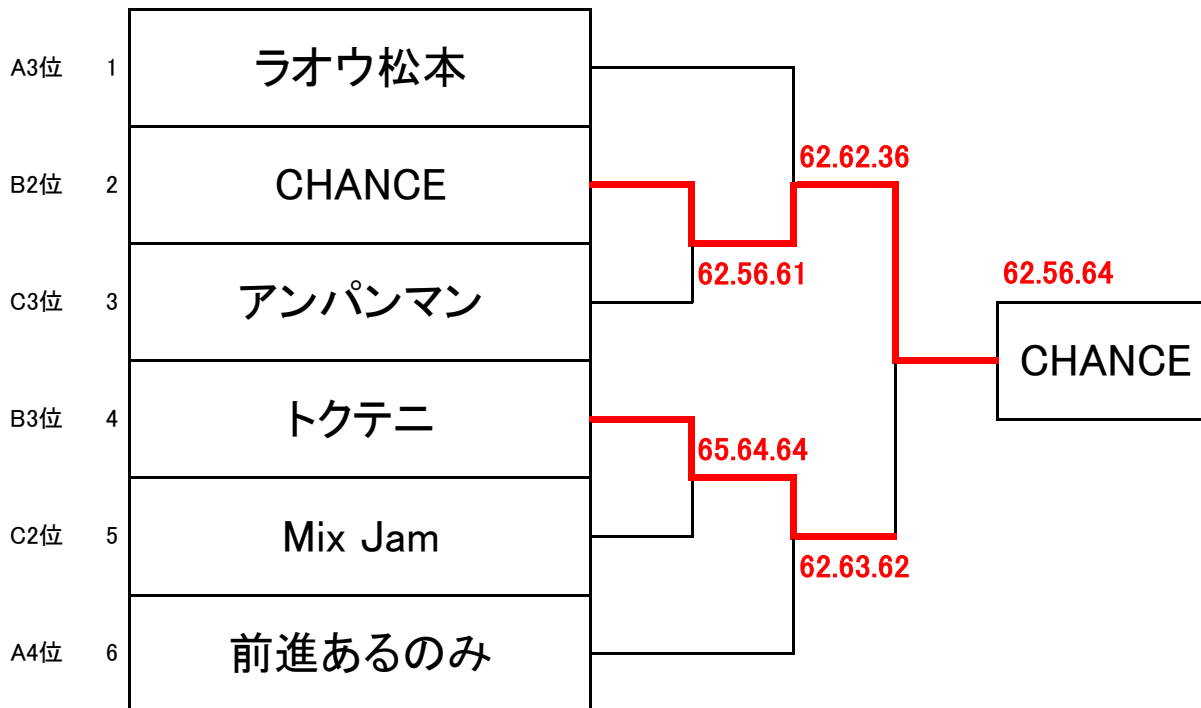 A3位 1 ラオウ松本
62.62.36
B2位 2 CHANCE
62.56.61
62.56.64
C3位 3 アンパンマン
CHANCE
B3位 4 トクテニ
65.64.64
C2位 5 Mix Jam
62.63.62
A4位 6 前進あるのみ